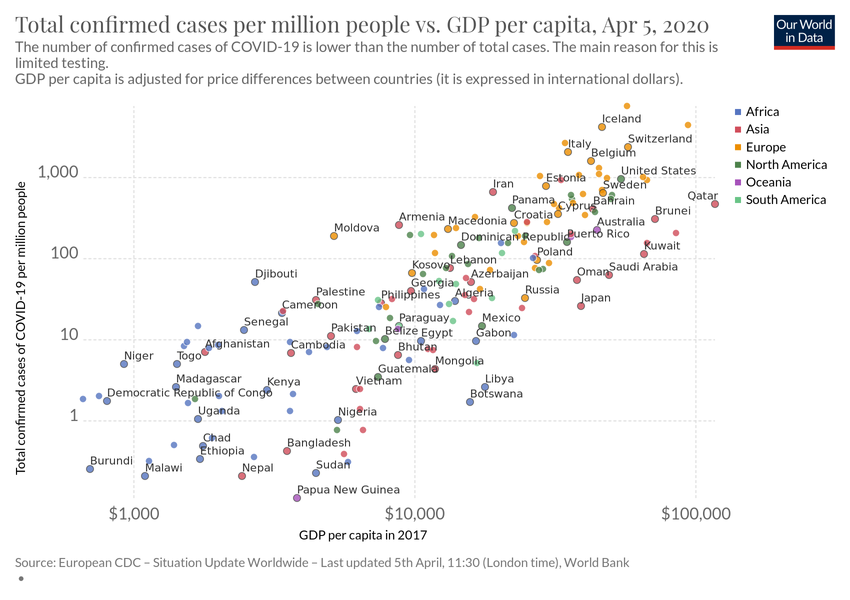 Total confirmed cases per million people vs. GDP per capita, Apr 5, 2020
Our World
in Data
The number of confirmed cases of COVID-19 is lower than the number of total cases. The main reason for this is
limited testing.
GDP per capita is adjusted for price differences between countries (it is expressed in international dollars).
Africa
Asia
Europe
North America
Oceania
South America
Total confirmed cases of COVID-19 per million people
1,000
100
10
1
Iceland
Italy
Switzerland
Belgium
Estonia
United States
Iran
Sweden
Qatar
Panama
Cyprus
Bahrain
Armenia
Macedonia
Croatia
Australia
Brunei
Moldova
Dominican Republic
Puerto Rico
Kuwait
Kosovo
Lebanon
Poland
Djibouti
Georgia
Azerbaijan
Oman
Saudi Arabia
Palestine
Philippines
Algeria
Russia
Japan
Cameroon
Senegal
Pakistan
Paraguay
Mexico
Belize
Egypt
Gabon
Niger
Togo
Afghanistan
Cambodia
Bhutan
Mongolia
Madagascar
Kenya
Vietnam
Guatemala
Libya
Democratic Republic of Congo
Botswana
Uganda
Nigeria
Chad
Ethiopia
Bangladesh
Burundi
Malawi
Nepal
Sudan
Papua New Guinea
$1,000
$10,000
$100,000
GDP per capita in 2017
Source: European CDC – Situation Update Worldwide – Last updated 5th April, 11:30 (London time), World Bank